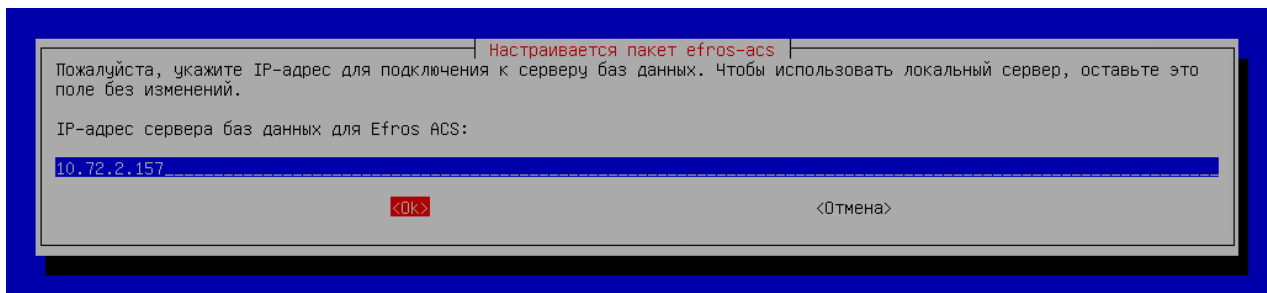 Настраивается пакет efros-acs
Пожалуйста, укажите IP-адрес для подключения к серверу баз данных. Чтобы использовать локальный сервер, оставьте это
поле без изменений.
IP-адрес сервера баз данных для Efros ACS:
10.72.2.157
<Ok> <Отмена>